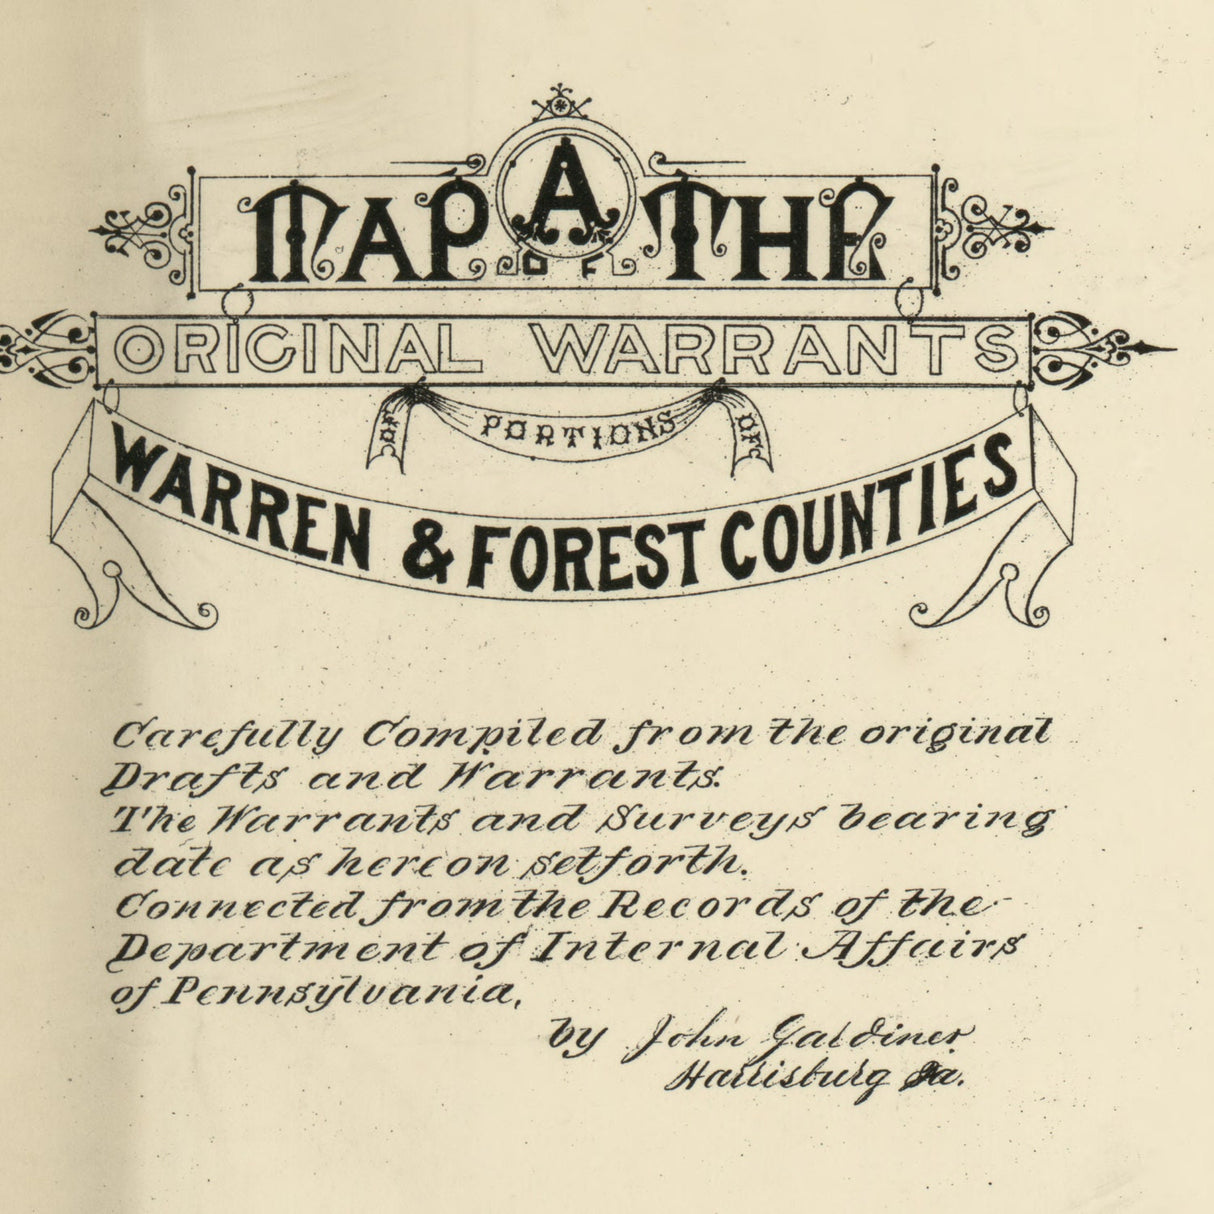 A
MAP OF THE
ORIGINAL WARRANTS
OF PORTIONS OF
WARREN & FOREST COUNTIES
Carefully Compiled from the original
Drafts and Warrants.
The Warrants and Surveys bearing
date as hereon setforth.
Connected from the Records of the
Department of Internal Affairs
of Pennsylvania,
by John Gardiner
Harrisburg Pa.